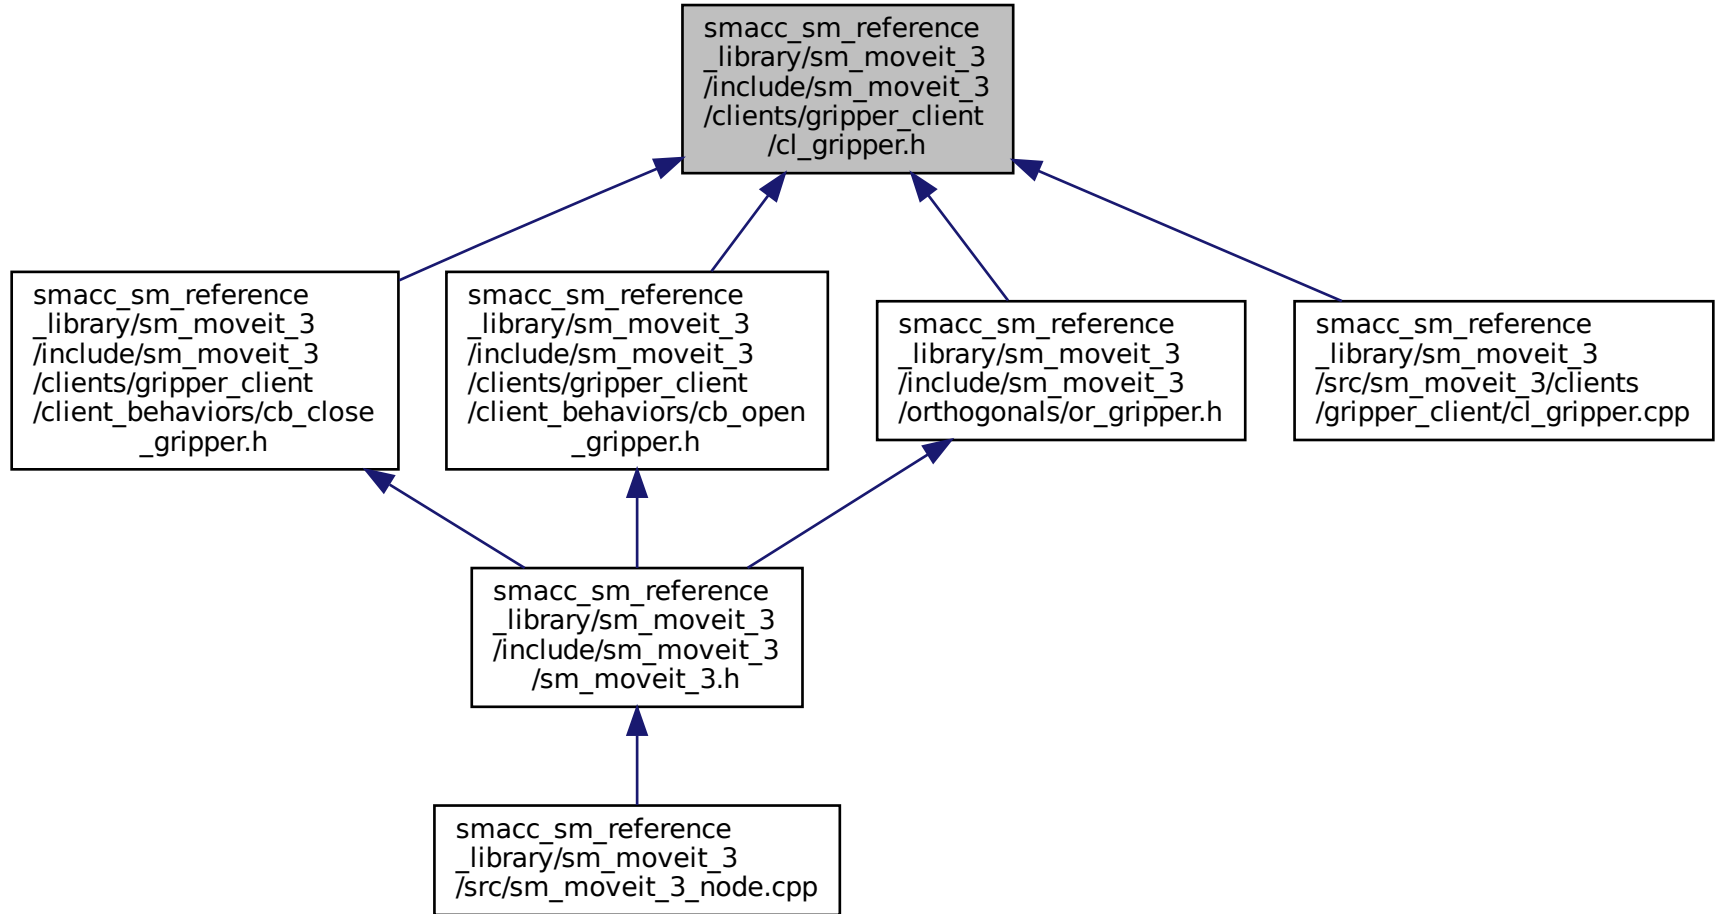 smacc_sm_reference
_library/sm_moveit_3
/include/sm_moveit_3
/clients/gripper_client
/cl_gripper.h
smacc_sm_reference
_library/sm_moveit_3
/include/sm_moveit_3
/clients/gripper_client
/client_behaviors/cb_close
_gripper.h
smacc_sm_reference
_library/sm_moveit_3
/include/sm_moveit_3
/clients/gripper_client
/client_behaviors/cb_open
_gripper.h
smacc_sm_reference
_library/sm_moveit_3
/include/sm_moveit_3
/orthogonals/or_gripper.h
smacc_sm_reference
_library/sm_moveit_3
/src/sm_moveit_3/clients
/gripper_client/cl_gripper.cpp
smacc_sm_reference
_library/sm_moveit_3
/include/sm_moveit_3
/sm_moveit_3.h
smacc_sm_reference
_library/sm_moveit_3
/src/sm_moveit_3_node.cpp